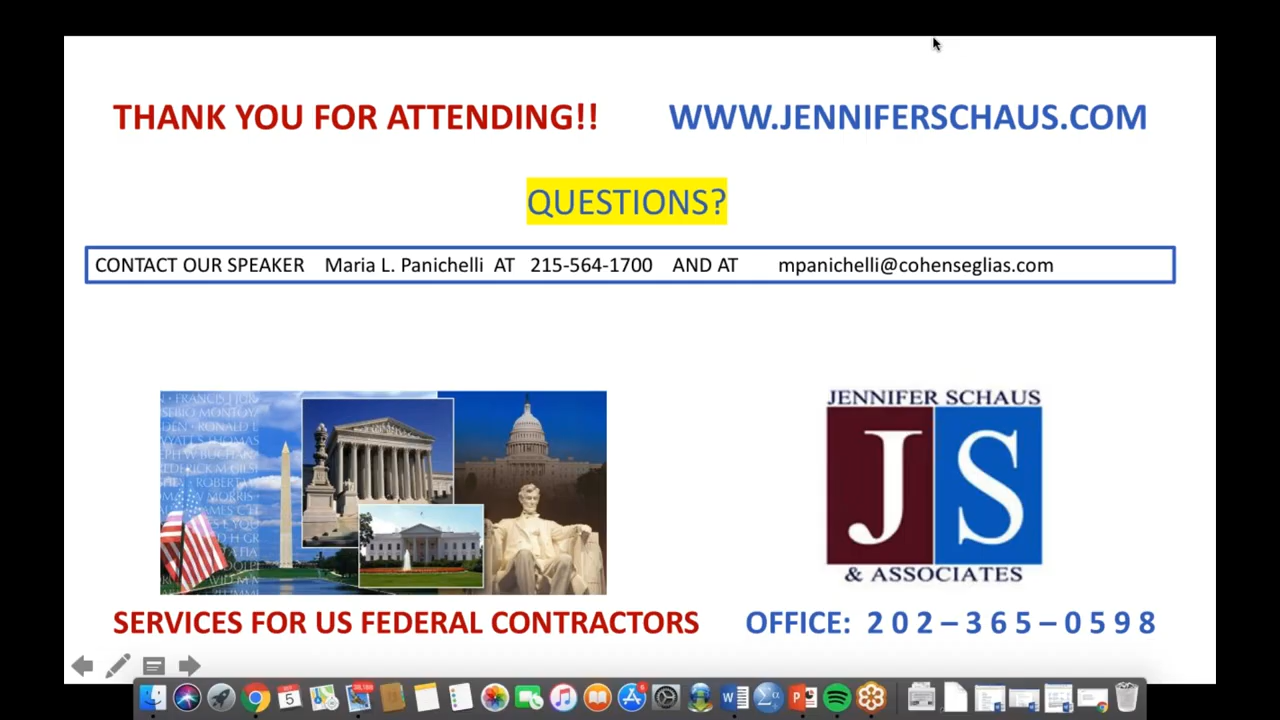 THANK YOU FOR ATTENDING!! WWW.JENNIFERSCHAUS.COM
QUESTIONS?
CONTACT OUR SPEAKER Maria L. Panichelli AT 215-564-1700 AND AT mpanichelli@cohenseglias.com
JENNIFER SCHAUS
JS
& ASSOCIATES
SERVICES FOR US FEDERAL CONTRACTORS OFFICE: 2 0 2 – 3 6 5 – 0 5 9 8